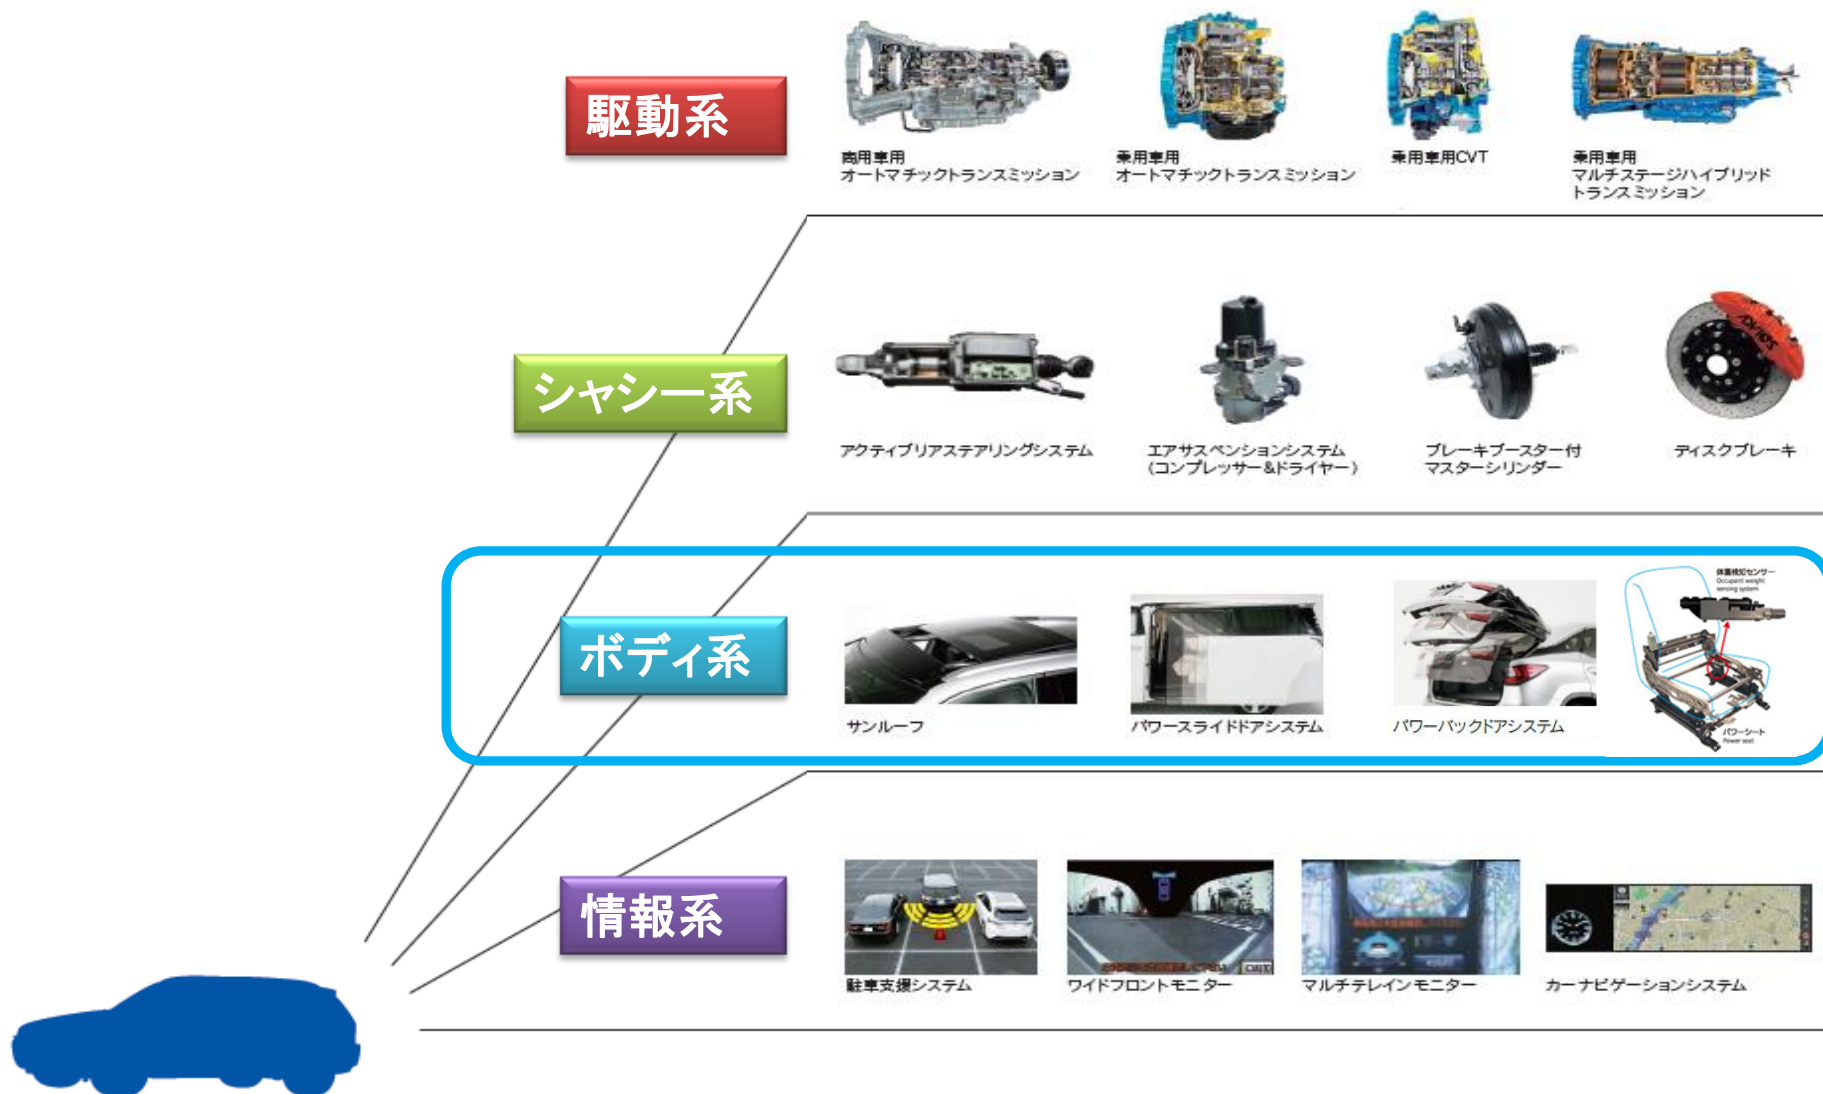 駆動系
商用車用
オートマチックトランスミッション
乗用車用
オートマチックトランスミッション
乗用車用CVT
乗用車用
マルチステージハイブリッド
トランスミッション
シャシー系
アクティブリアステアリングシステム
エアサスペンションシステム
(コンプレッサー&ドライヤー)
ブレーキブースター付
マスターシリンダー
ディスクブレーキ
ボディ系
サンルーフ
パワースライドドアシステム
パワーバックドアシステム
体重検知センサー
Occupant weight
sensing system
パワーシート
Power seat
情報系
駐車支援システム
ワイドフロントモニター
マルチテレインモニター
カーナビゲーションシステム